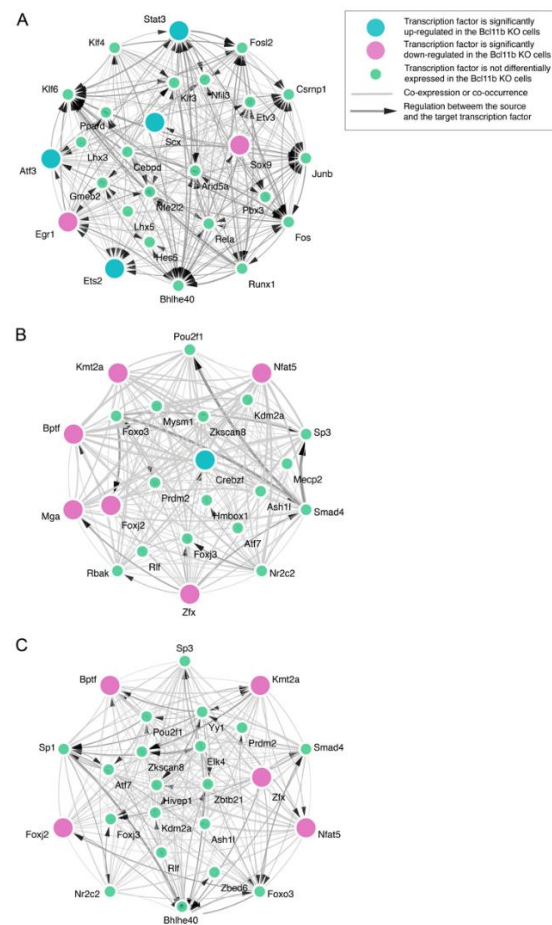 A
Stat3
Klf4
Fosl2
Klf6
Klf3
Nfil3
Csrnp1
Ppard
Scx
Etv3
Sox9
Lhx3
Cebpd
Junb
Atf3
Arid5a
Gmeb2
Nfe2l2
Pbx3
Egr1
Lhx5
Rela
Fos
Hes5
Ets2
Runx1
Bhlhe40
Transcription factor is significantly
up-regulated in the Bcl11b KO cells
Transcription factor is significantly
down-regulated in the Bcl11b KO cells
Transcription factor is not differentially
expressed in the Bcl11b KO cells
Co-expression or co-occurrence
Regulation betweem the source
and the target transcription factor
B
Pou2f1
Kmt2a
Nfat5
Bptf
Foxo3
Mysm1
Zkscan8
Kdm2a
Sp3
Crebzf
Mecp2
Prdm2
Ash1l
Mga
Foxj2
Hmbox1
Smad4
Atf7
Foxj3
Rbak
Rlf
Nr2c2
Zfx
C
Sp3
Bptf
Kmt2a
Pou2f1
Yy1
Prdm2
Sp1
Smad4
Zkscan8
Elk4
Atf7
Zfx
Hivep1
Zbtb21
Foxj2
Foxj3
Kdm2a
Ash1l
Nfat5
Rlf
Nr2c2
Zbed6
Foxo3
Bhlhe40